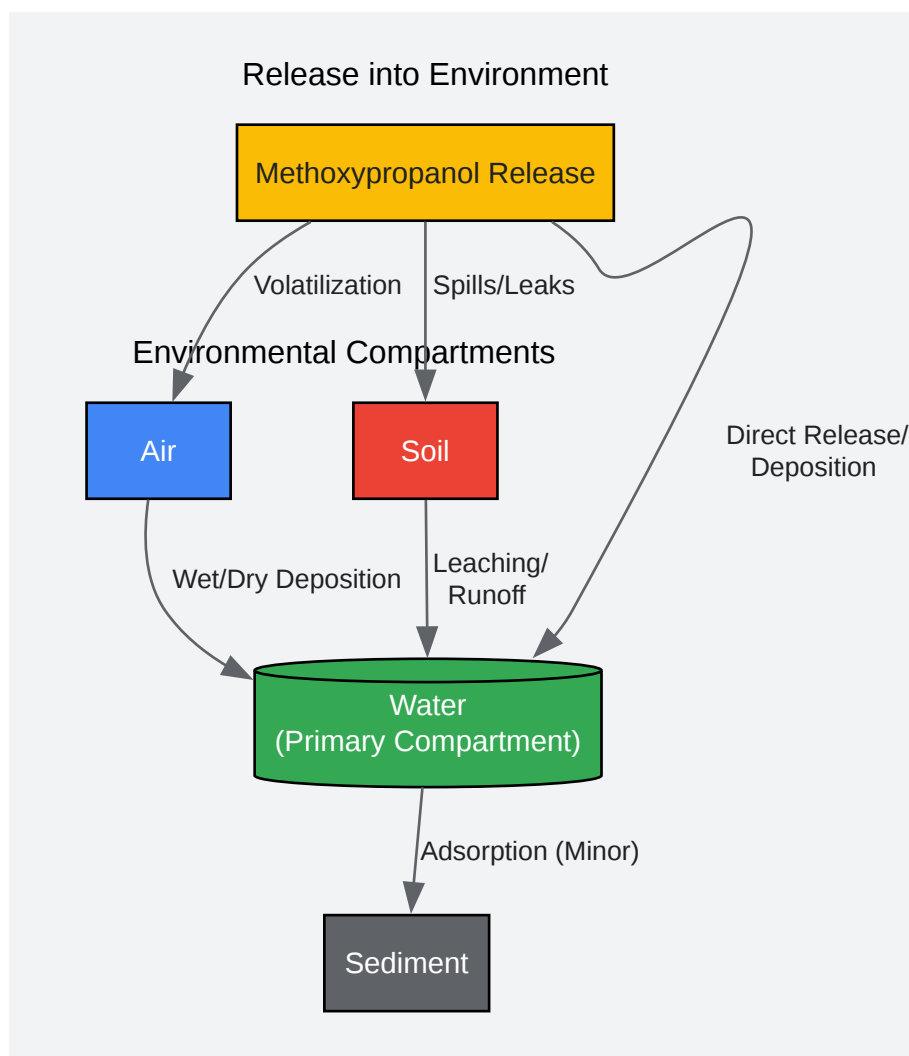 Release into Environment
Methoxypropanol Release
Volatilization
Spills/Leaks
Environmental Compartments
Air
Soil
Direct Release/
Deposition
Wet/Dry Deposition
Leaching/
Runoff
Water
(Primary Compartment)
Adsorption (Minor)
Sediment